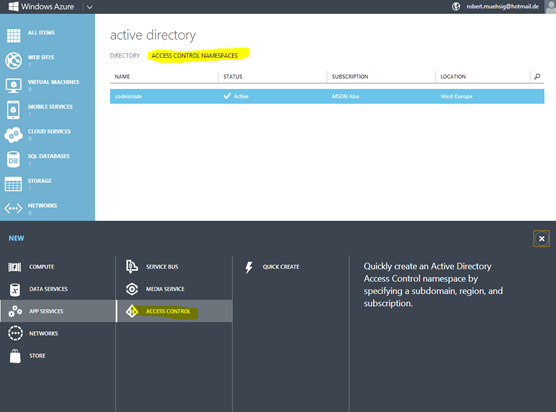 Windows Azure
robert.muehsig@hotmail.de
ALL ITEMS
WEB SITES
1
VIRTUAL MACHINES
0
MOBILE SERVICES
1
CLOUD SERVICES
0
SQL DATABASES
1
STORAGE
1
NETWORKS
0
active directory
DIRECTORY ACCESS CONTROL NAMESPACES
NAME STATUS SUBSCRIPTION LOCATION
codeinside Active MSDN Abo West Europe
NEW
COMPUTE
DATA SERVICES
APP SERVICES
NETWORKS
STORE
SERVICE BUS
MEDIA SERVICE
ACCESS CONTROL
QUICK CREATE
Quickly create an Active Directory
Access Control namespace by
specifying a subdomain, region, and
subscription.